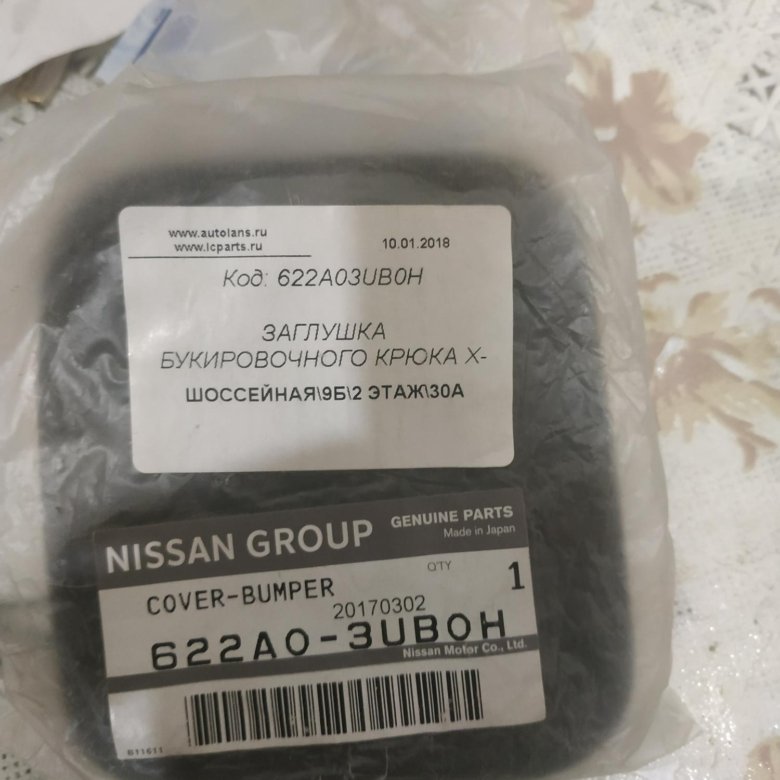 www.autolans.ru
www.lcparts.ru
10.01.2018
Код: 622A03UB0H
ЗАГЛУШКА
БУКИРОВОЧНОГО КРЮКА X-
ШОССЕЙНАЯ\9Б\2 ЭТАЖ\30А
NISSAN GROUP
GENUINE PARTS
Made in Japan
COVER-BUMPER
Q'TY
1
20170302
622A0-3UB0H
Nissan Motor Co., Ltd.
B11611